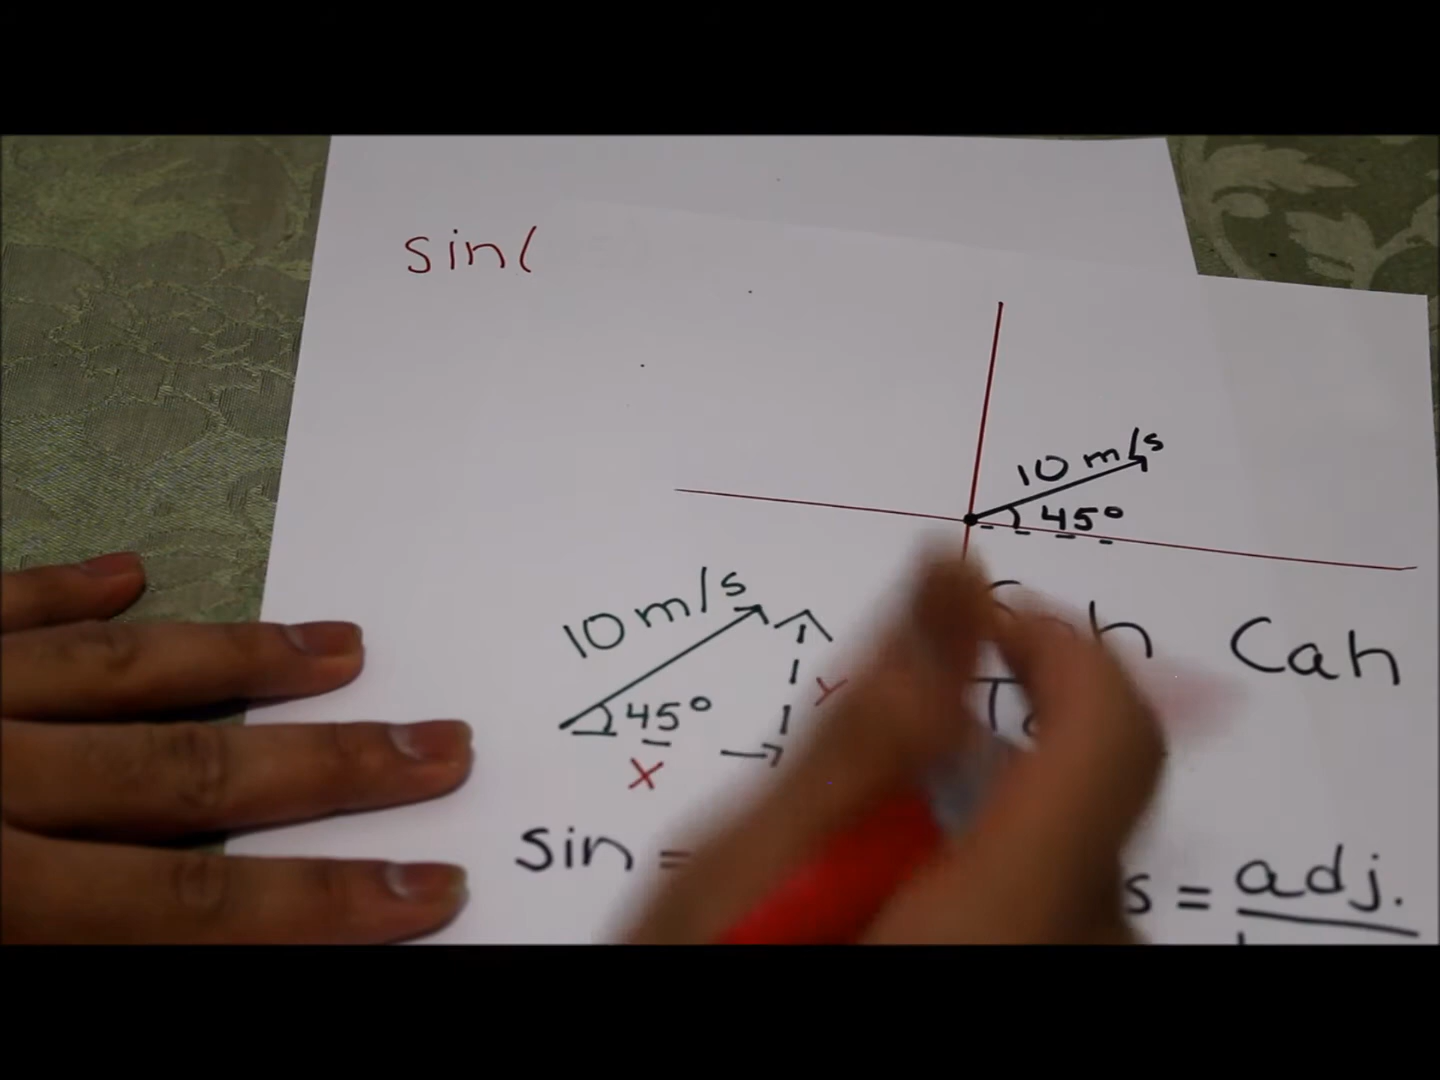 sin(
10 m/s
45°
10 m/s
45°
y
x
Cah
sin =
s = adj.